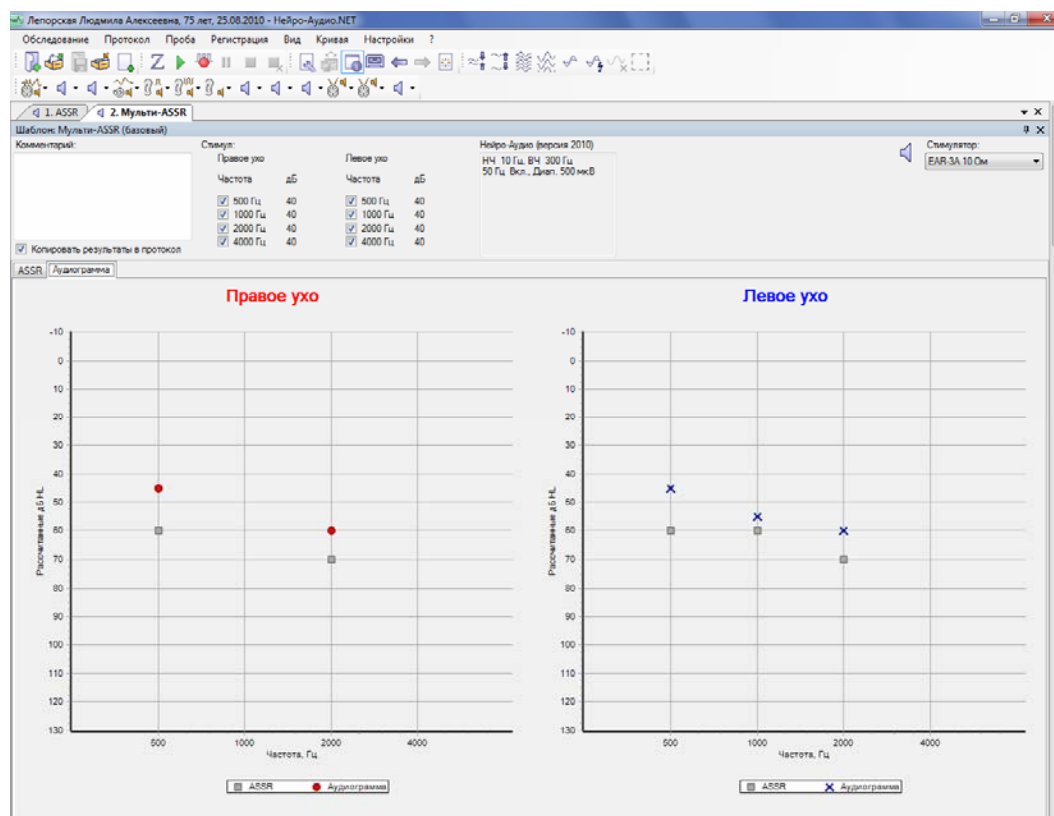 Лепорская Людмила Алексеевна, 75 лет, 25.08.2010 - Нейро-Аудио.NET
Обследование Протокол Проба Регистрация Вид Кривая Настройки ?
1. ASSR 2. Мульти-ASSR
Шаблон: Мульти-ASSR (базовый)
Комментарий: Стимул: Нейро-Аудио (версия 2010) Стимулятор:
Правое ухо Левое ухо НЧ 10 Гц, ВЧ 300 Гц EAR-3A 10 Ом
50 Гц Вкл., Диап. 500 мкВ
Частота дБ Частота дБ
500 Гц 40 500 Гц 40
1000 Гц 40 1000 Гц 40
2000 Гц 40 2000 Гц 40
4000 Гц 40 4000 Гц 40
Копировать результаты в протокол
ASSR Аудиограмма
Правое ухо
-10
0
10
20
30
40
50
60
70
80
90
100
110
120
130
Рассчитанные дБ HL
500 1000 2000 4000
Частота, Гц
ASSR Аудиограмма
Левое ухо
-10
0
10
20
30
40
50
60
70
80
90
100
110
120
130
Рассчитанные дБ HL
500 1000 2000 4000
Частота, Гц
ASSR Аудиограмма